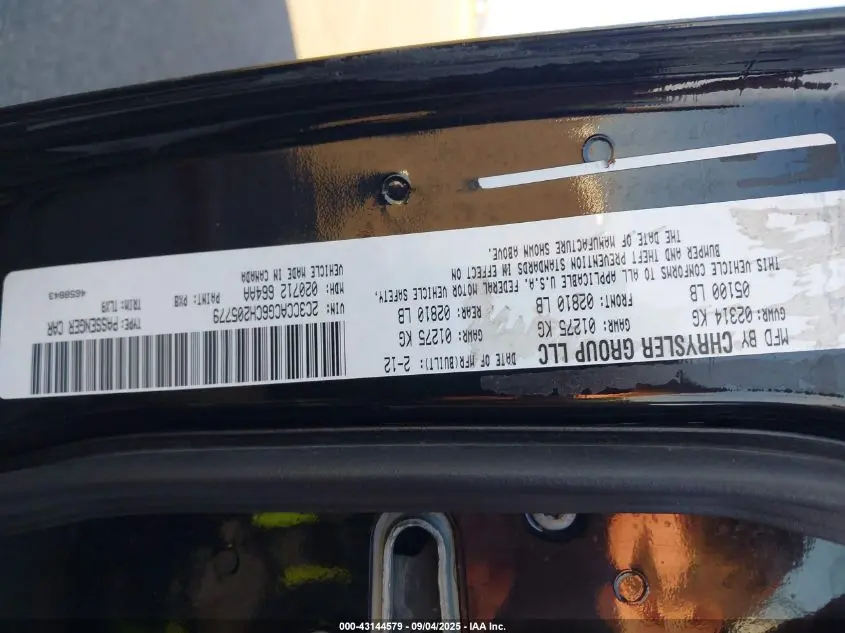 MFD BY CHRYSLER GROUP LLC
DATE OF MFR(BUILT): 2-12
GVWR: 02314 KG
05100 LB
GAWR: 01275 KG
FRONT: 02810 LB
GAWR: 01275 KG
REAR: 02810 LB
THIS VEHICLE CONFORMS TO ALL APPLICABLE U.S.A. FEDERAL MOTOR VEHICLE SAFETY,
BUMPER AND THEFT PREVENTION STANDARDS IN EFFECT ON
THE DATE OF MANUFACTURE SHOWN ABOVE.
VIN: 2C3CCACG6CH205779
TYPE: PASSENGER CAR
MDH: 020712 664AA
PAINT: PX8
TRIM: TLX9
VEHICLE MADE IN CANADA
4658843
000-43144579 - 09/04/2025 - IAA Inc.